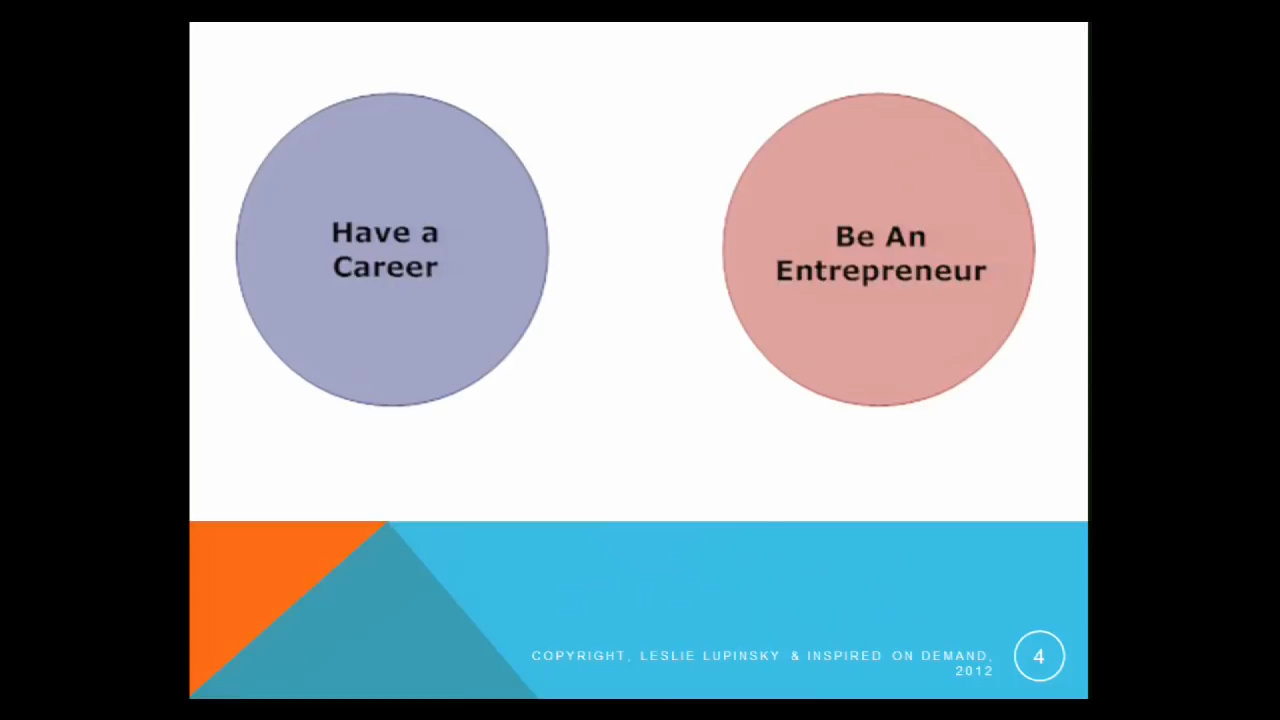 Have a
Career
Be An
Entrepreneur
COPYRIGHT, LESLIE LUPINSKY & INSPIRED ON DEMAND,
2012
4